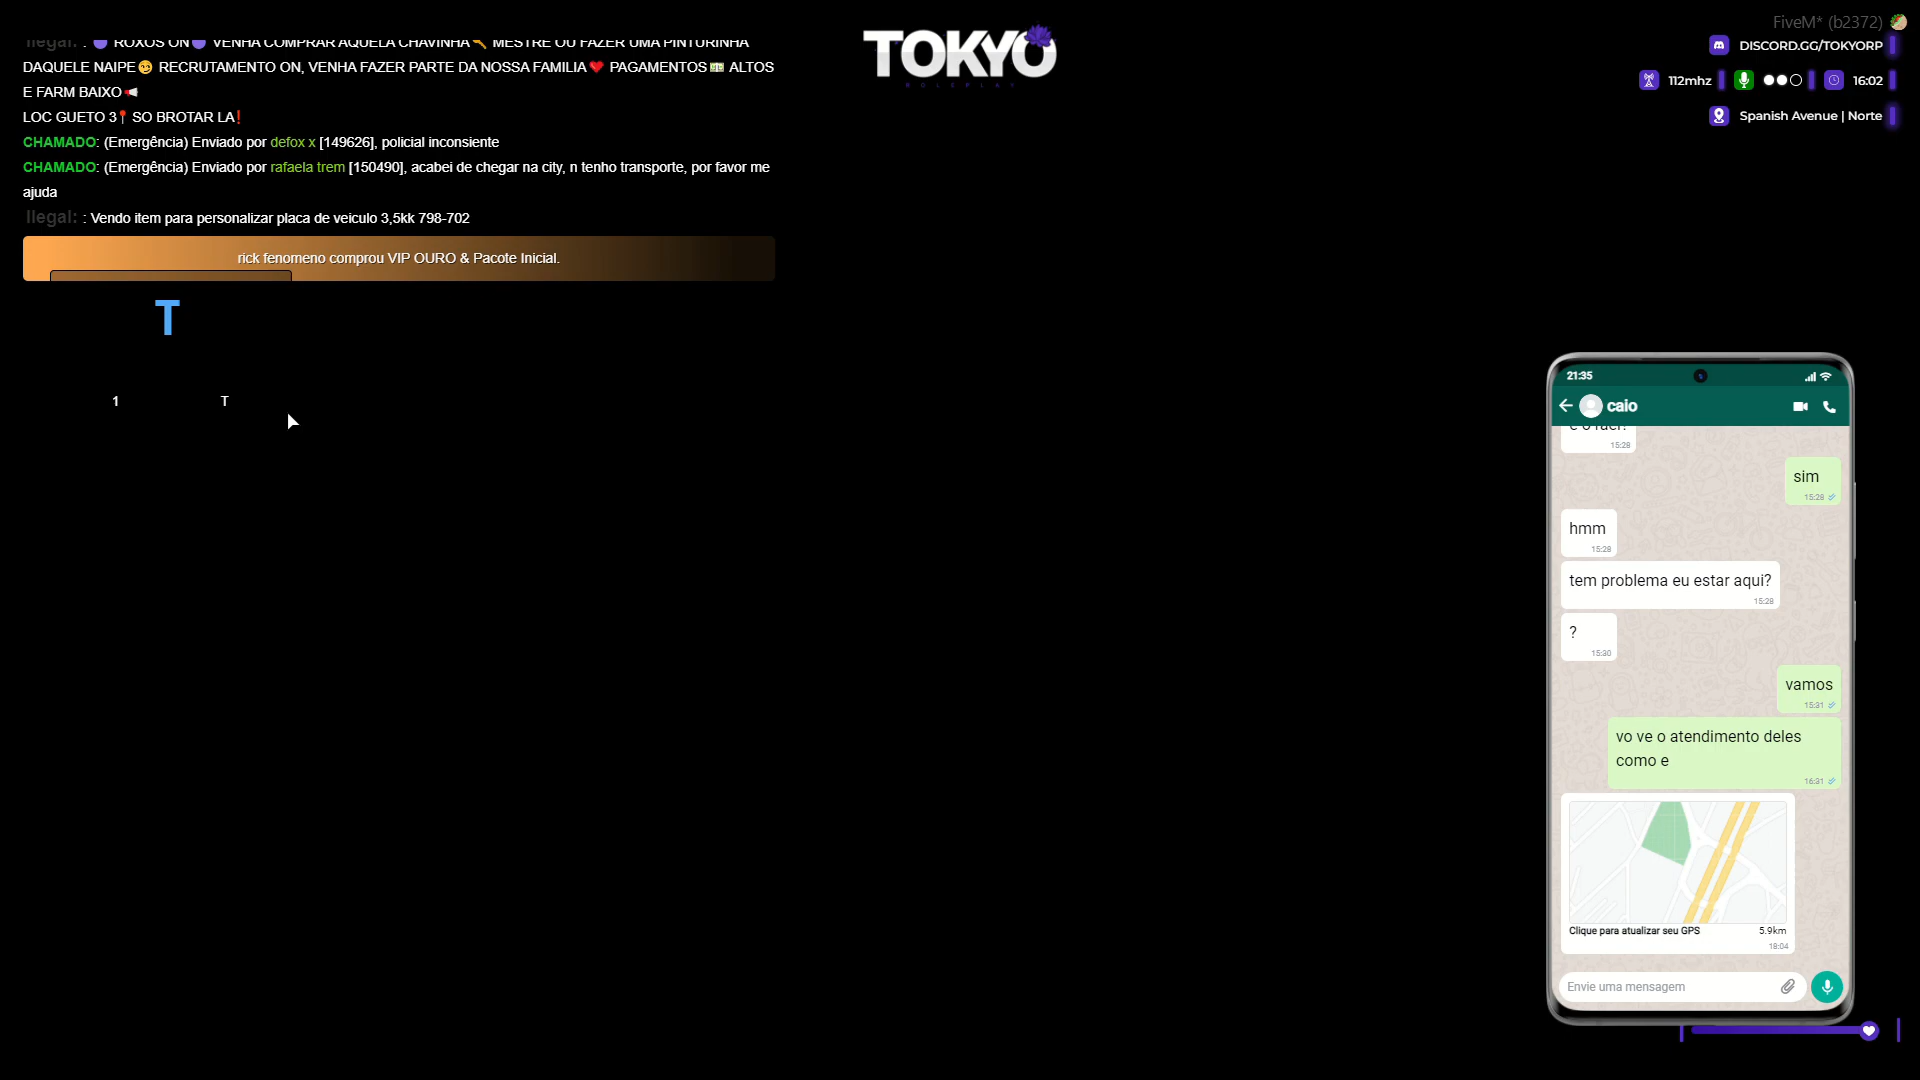 Ilegal: : ROXOS ON VENHA COMPRAR AQUELA CHAVINHA MESTRE OU FAZER UMA PINTURINHA
DAQUELE NAIPE RECRUTAMENTO ON, VENHA FAZER PARTE DA NOSSA FAMILIA PAGAMENTOS ALTOS
E FARM BAIXO
LOC GUETO 3 SO BROTAR LA!
CHAMADO: (Emergência) Enviado por defox x [149626], policial inconsiente
CHAMADO: (Emergência) Enviado por rafaela trem [150490], acabei de chegar na city, n tenho transporte, por favor me
ajuda
Ilegal: : Vendo item para personalizar placa de veiculo 3,5kk 798-702
rick fenomeno comprou VIP OURO & Pacote Inicial.
T
1 T
TOKYO
ROLEPLAY
FiveM* (b2372)
DISCORD.GG/TOKYORP
112mhz 16:02
Spanish Avenue | Norte
21:35
caio
15:28
sim
15:28
hmm
15:28
tem problema eu estar aqui?
15:28
?
15:30
vamos
15:31
vo ve o atendimento deles
como e
16:31
Clique para atualizar seu GPS 5.9km
18:04
Envie uma mensagem